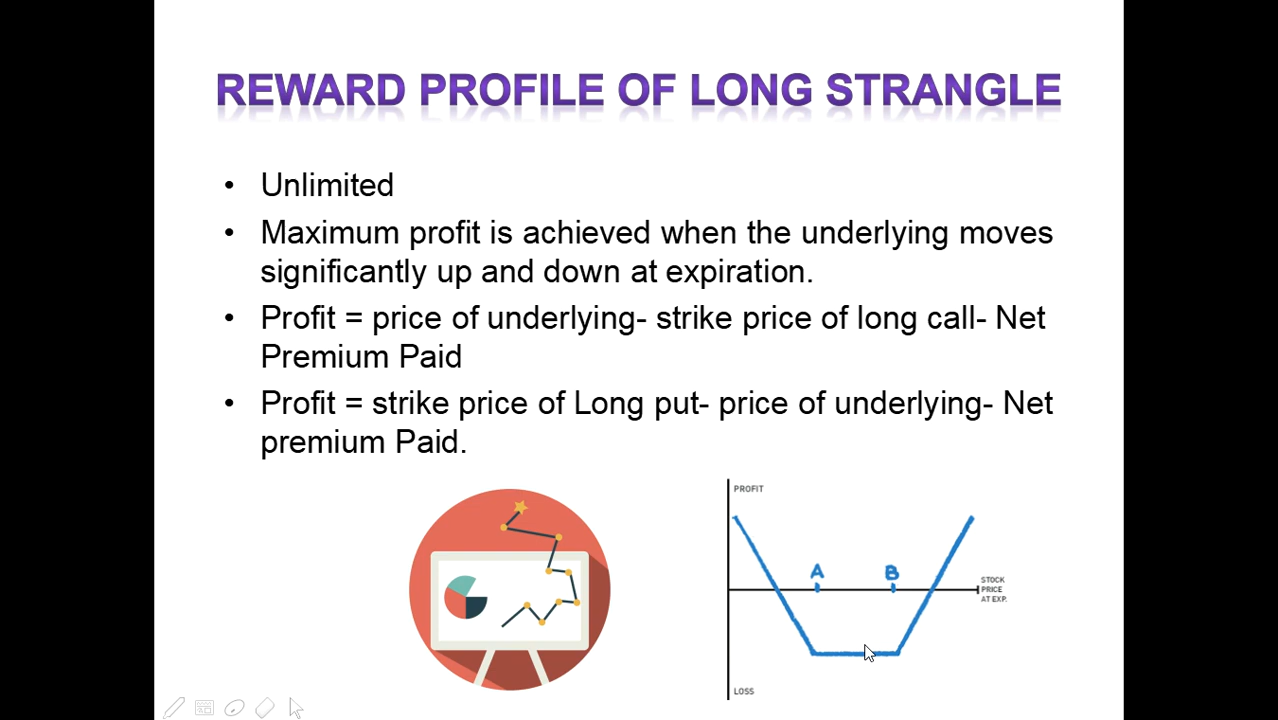 REWARD PROFILE OF LONG STRANGLE
• Unlimited
• Maximum profit is achieved when the underlying moves
significantly up and down at expiration.
• Profit = price of underlying- strike price of long call- Net
Premium Paid
• Profit = strike price of Long put- price of underlying- Net
premium Paid.
PROFIT
A
B
STOCK
PRICE
AT EXP.
LOSS